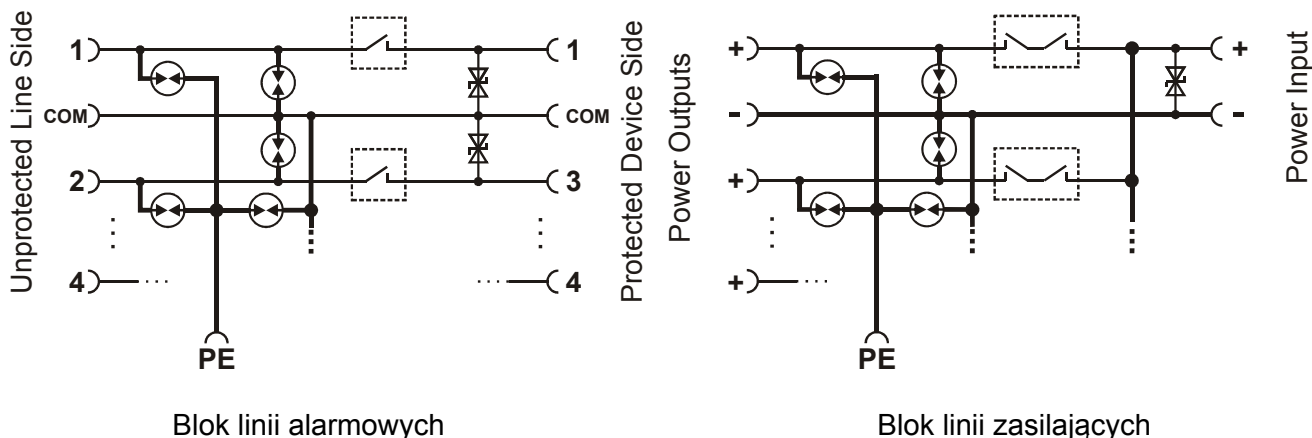 Unprotected Line Side
1
COM
2
4
PE
1
COM
3
4
Protected Device Side
Blok linii alarmowych
Power Outputs
+
-
+
+
PE
+
-
Power Input
Blok linii zasilających